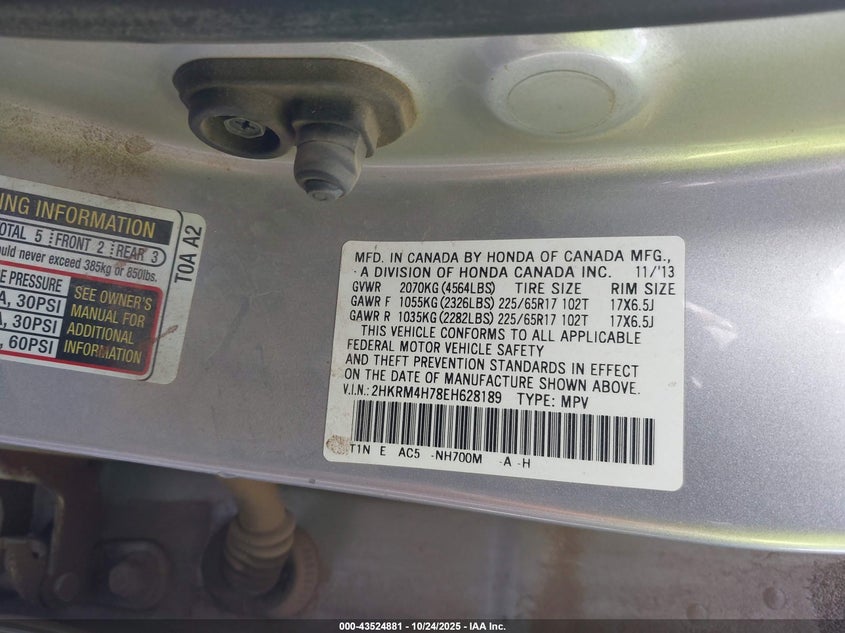 ING INFORMATION
OTAL 5 FRONT 2 REAR 3
ould never exceed 385kg or 850lbs.
E PRESSURE
A, 30PSI
A, 30PSI
, 60PSI
SEE OWNER'S
MANUAL FOR
ADDITIONAL
INFORMATION
TOA A2
MFD. IN CANADA BY HONDA OF CANADA MFG.,
A DIVISION OF HONDA CANADA INC. 11/'13
GVWR 2070KG(4564LBS) TIRE SIZE RIM SIZE
GAWR F 1055KG(2326LBS) 225/65R17 102T 17X6.5J
GAWR R 1035KG(2282LBS) 225/65R17 102T 17X6.5J
THIS VEHICLE CONFORMS TO ALL APPLICABLE
FEDERAL MOTOR VEHICLE SAFETY
AND THEFT PREVENTION STANDARDS IN EFFECT
ON THE DATE OF MANUFACTURE SHOWN ABOVE.
V.I.N.: 2HKRM4H78EH628189 TYPE: MPV
T1N E AC5 -NH700M -A -H
000-43524881 - 10/24/2025 - IAA Inc.